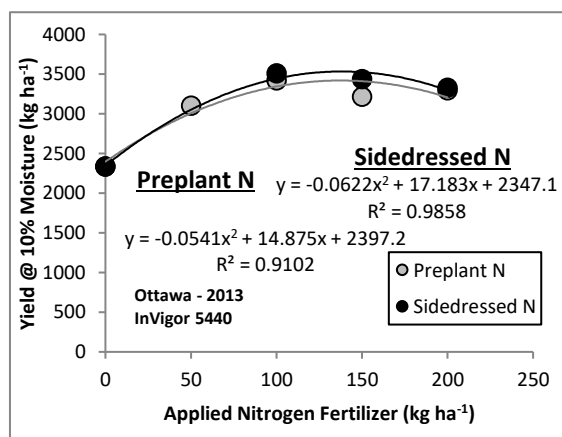 Yield @ 10% Moisture (kg ha⁻¹)
4000
3500
3000
2500
2000
1500
1000
500
0
Sidedressed N
Preplant N
y = -0.0622x² + 17.183x + 2347.1
R² = 0.9858
y = -0.0541x² + 14.875x + 2397.2
R² = 0.9102
Preplant N
Sidedressed N
Ottawa - 2013
InVigor 5440
0 50 100 150 200 250
Applied Nitrogen Fertilizer (kg ha⁻¹)